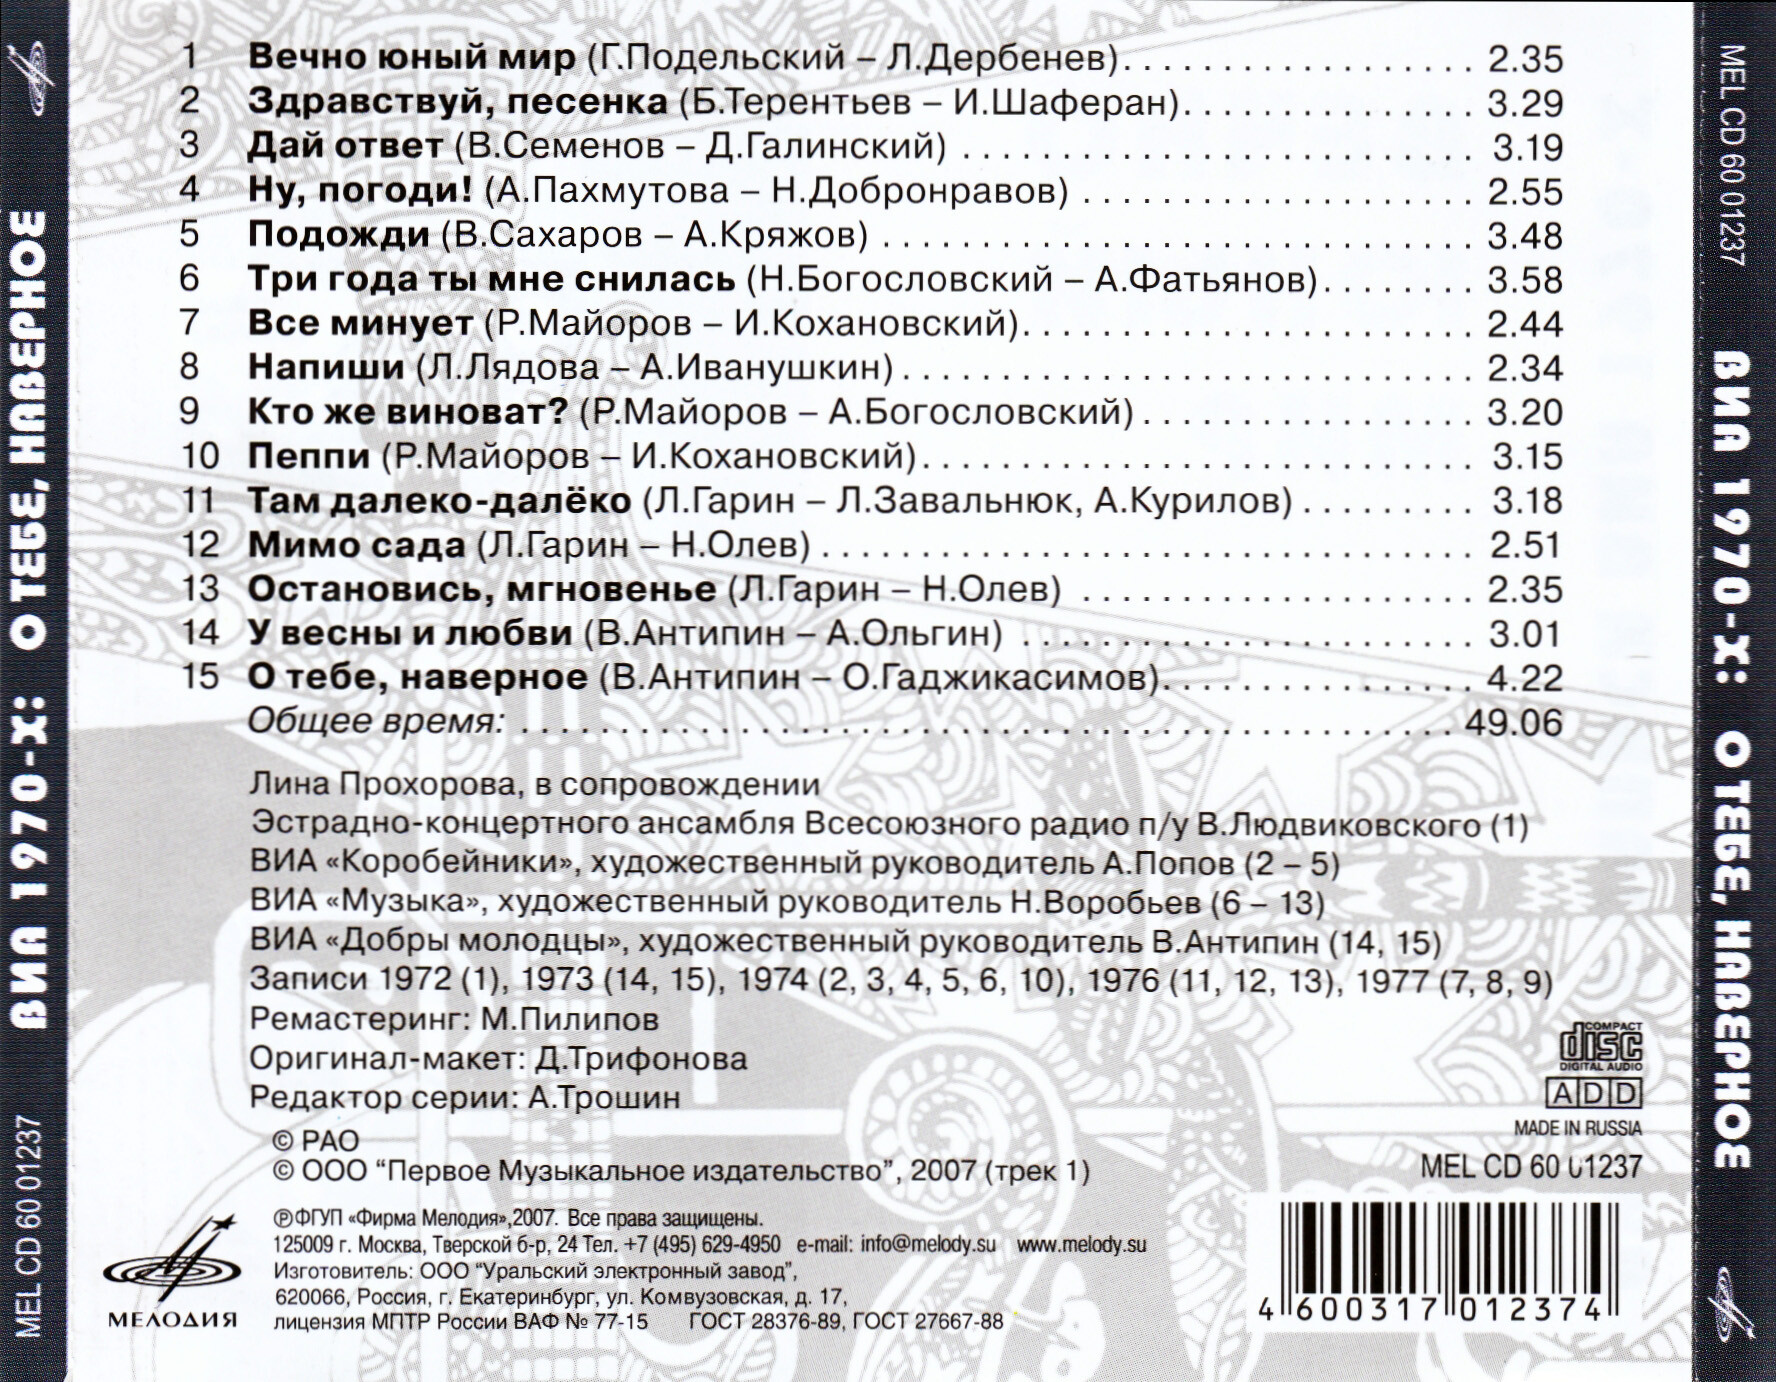 1 Вечно юный мир (Г.Подельский – Л.Дербенев). . . . . . . . . . . . . . . . . . . 2.35
2 Здравствуй, песенка (Б.Терентьев – И.Шаферан). . . . . . . . . . . . . . . . 3.29
3 Дай ответ (В.Семенов – Д.Галинский) . . . . . . . . . . . . . . . . . . . . . . . . . . . 3.19
4 Ну, погоди! (А.Пахмутова – Н.Добронравов) . . . . . . . . . . . . . . . . . . . . . 2.55
5 Подожди (В.Сахаров – А.Кряжов) . . . . . . . . . . . . . . . . . . . . . . . . . . . . . . . 3.48
6 Три года ты мне снилась (Н.Богословский – А.Фатьянов). . . . . . . . 3.58
7 Все минует (Р.Майоров – И.Кохановский). . . . . . . . . . . . . . . . . . . . . . . . 2.44
8 Напиши (Л.Лядова – А.Иванушкин) . . . . . . . . . . . . . . . . . . . . . . . . . . . . . . 2.34
9 Кто же виноват? (Р.Майоров – А.Богословский) . . . . . . . . . . . . . . . . . . 3.20
10 Пеппи (Р.Майоров – И.Кохановский). . . . . . . . . . . . . . . . . . . . . . . . . . . . . 3.15
11 Там далеко-далёко (Л.Гарин – Л.Завальнюк, А.Курилов) . . . . . . . . . 3.18
12 Мимо сада (Л.Гарин – Н.Олев) . . . . . . . . . . . . . . . . . . . . . . . . . . . . . . . . . . 2.51
13 Остановись, мгновенье (Л.Гарин – Н.Олев) . . . . . . . . . . . . . . . . . . . . . 2.35
14 У весны и любви (В.Антипин – А.Ольгин) . . . . . . . . . . . . . . . . . . . . . . . . 3.01
15 О тебе, наверное (В.Антипин – О.Гаджикасимов). . . . . . . . . . . . . . . . . 4.22
Общее время: . . . . . . . . . . . . . . . . . . . . . . . . . . . . . . . . . . . . . . . . . . . . . . . . 49.06
Лина Прохорова, в сопровождении
Эстрадно-концертного ансамбля Всесоюзного радио п/у В.Людвиковского (1)
ВИА «Коробейники», художественный руководитель А.Попов (2 – 5)
ВИА «Музыка», художественный руководитель Н.Воробьев (6 – 13)
ВИА «Добры молодцы», художественный руководитель В.Антипин (14, 15)
Записи 1972 (1), 1973 (14, 15), 1974 (2, 3, 4, 5, 6, 10), 1976 (11, 12, 13), 1977 (7, 8, 9)
Ремастеринг: М.Пилипов
Оригинал-макет: Д.Трифонова
Редактор серии: А.Трошин
© РАО
© ООО “Первое Музыкальное издательство”, 2007 (трек 1)
℗ФГУП «Фирма Мелодия»,2007. Все права защищены.
125009 г. Москва, Тверской б-р, 24 Тел. +7 (495) 629-4950 e-mail: info@melody.su www.melody.su
Изготовитель: ООО “Уральский электронный завод”,
620066, Россия, г. Екатеринбург, ул. Комвузовская, д. 17,
лицензия МПТР России ВАФ № 77-15 ГОСТ 28376-89, ГОСТ 27667-88
МЕЛОДИЯ
COMPACT
disc
DIGITAL AUDIO
ADD
MADE IN RUSSIA
MEL CD 60 01237
4 600317 012374
MEL CD 60 01237 ВИА 1970-Х: О ТЕБЕ, НАВЕРНОЕ
MEL CD 60 01237 ВИА 1970-Х: О ТЕБЕ, НАВЕРНОЕ